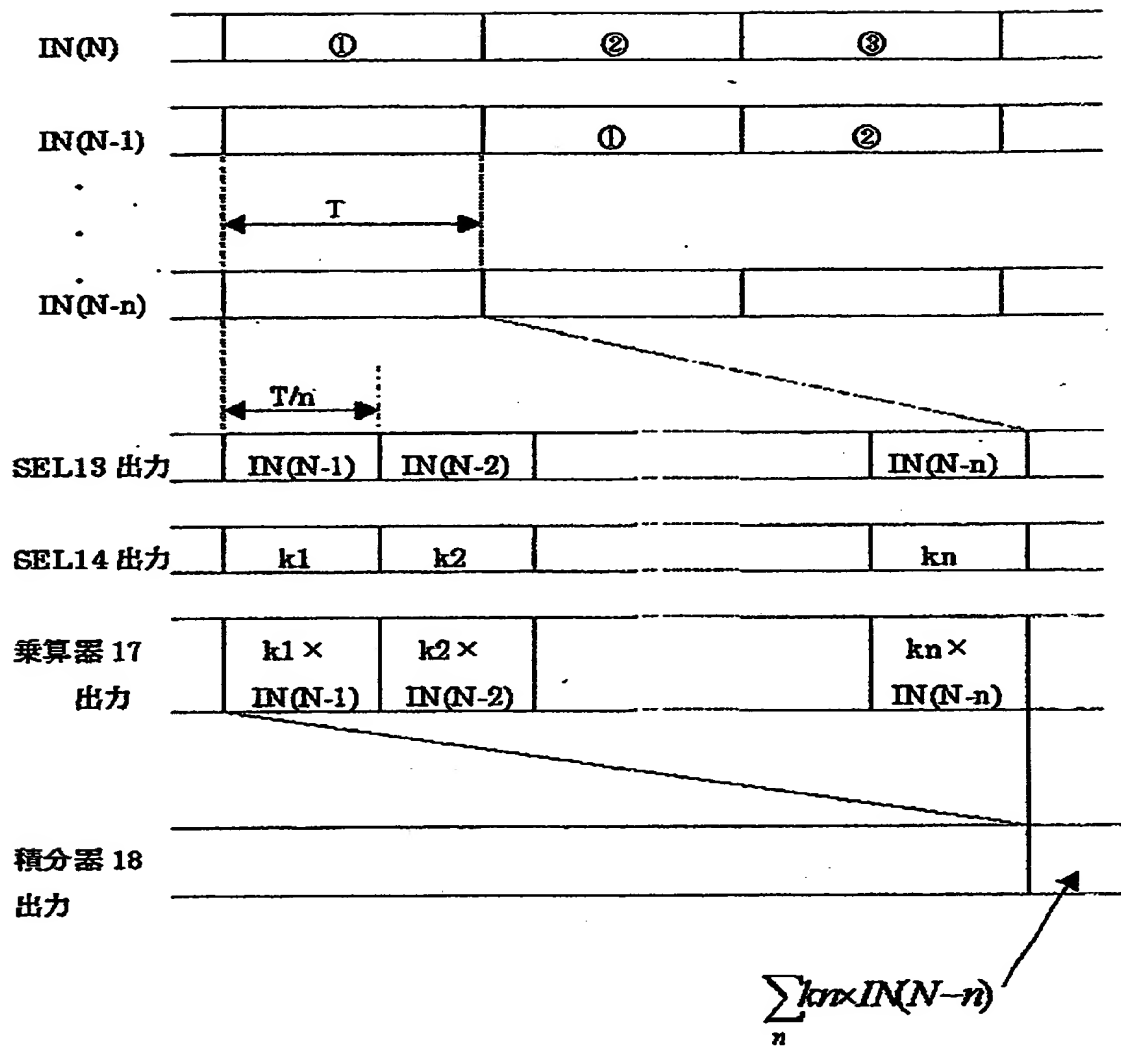 IN(N) ① ② ③
IN(N-1) ① ②
T
IN(N-n)
T/n
SEL13 出力 IN(N-1) IN(N-2) IN(N-n)
SEL14 出力 k1 k2 kn
乗算器 17 k1× k2× kn×
出力 IN(N-1) IN(N-2) IN(N-n)
積分器 18
出力
∑kn×IN(N−n)
n